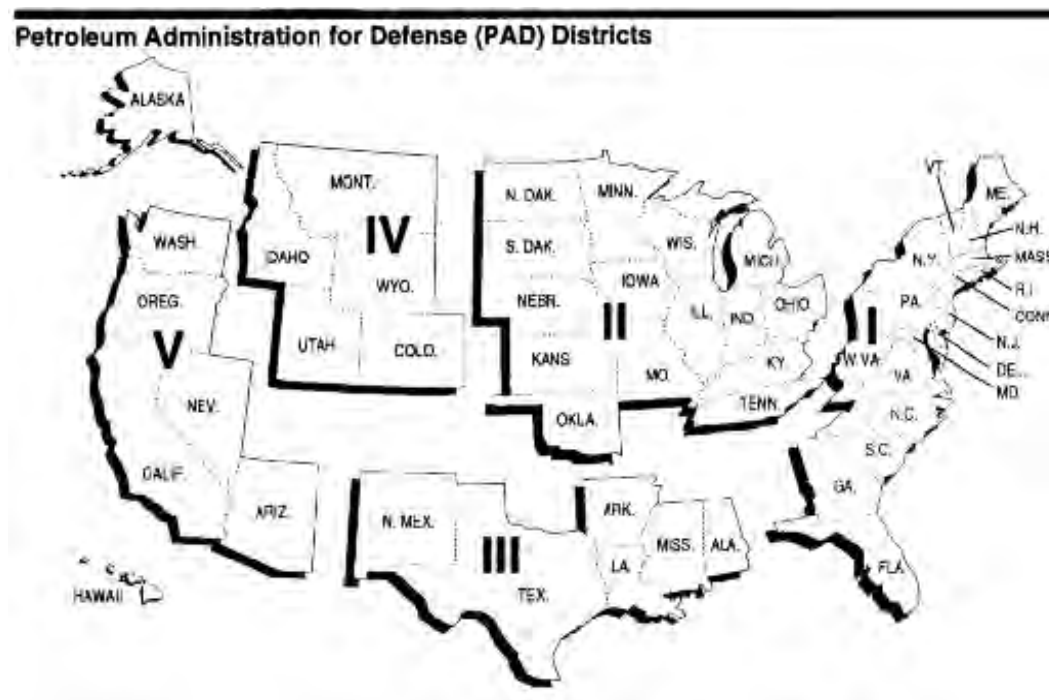 Petroleum Administration for Defense (PAD) Districts
ALASKA
MONT.
N. DAK.
MINN.
VT.
ME.
WASH.
IV
IDAHO
S. DAK.
WIS.
MICH.
N.Y.
N.H.
MASS
OREG.
WYO.
NEBR.
IOWA
R.I.
V
UTAH
COLO.
II
ILL.
IND.
OHIO
PA.
I
CONN
KANS
MO.
KY.
W.VA.
VA
N.J.
DE.
MD.
NEV.
OKLA.
TENN.
N.C.
CALIF.
S.C.
ARIZ.
N. MEX.
ARK.
GA.
III
MISS.
ALA.
HAWAII
TEX.
LA
FLA.